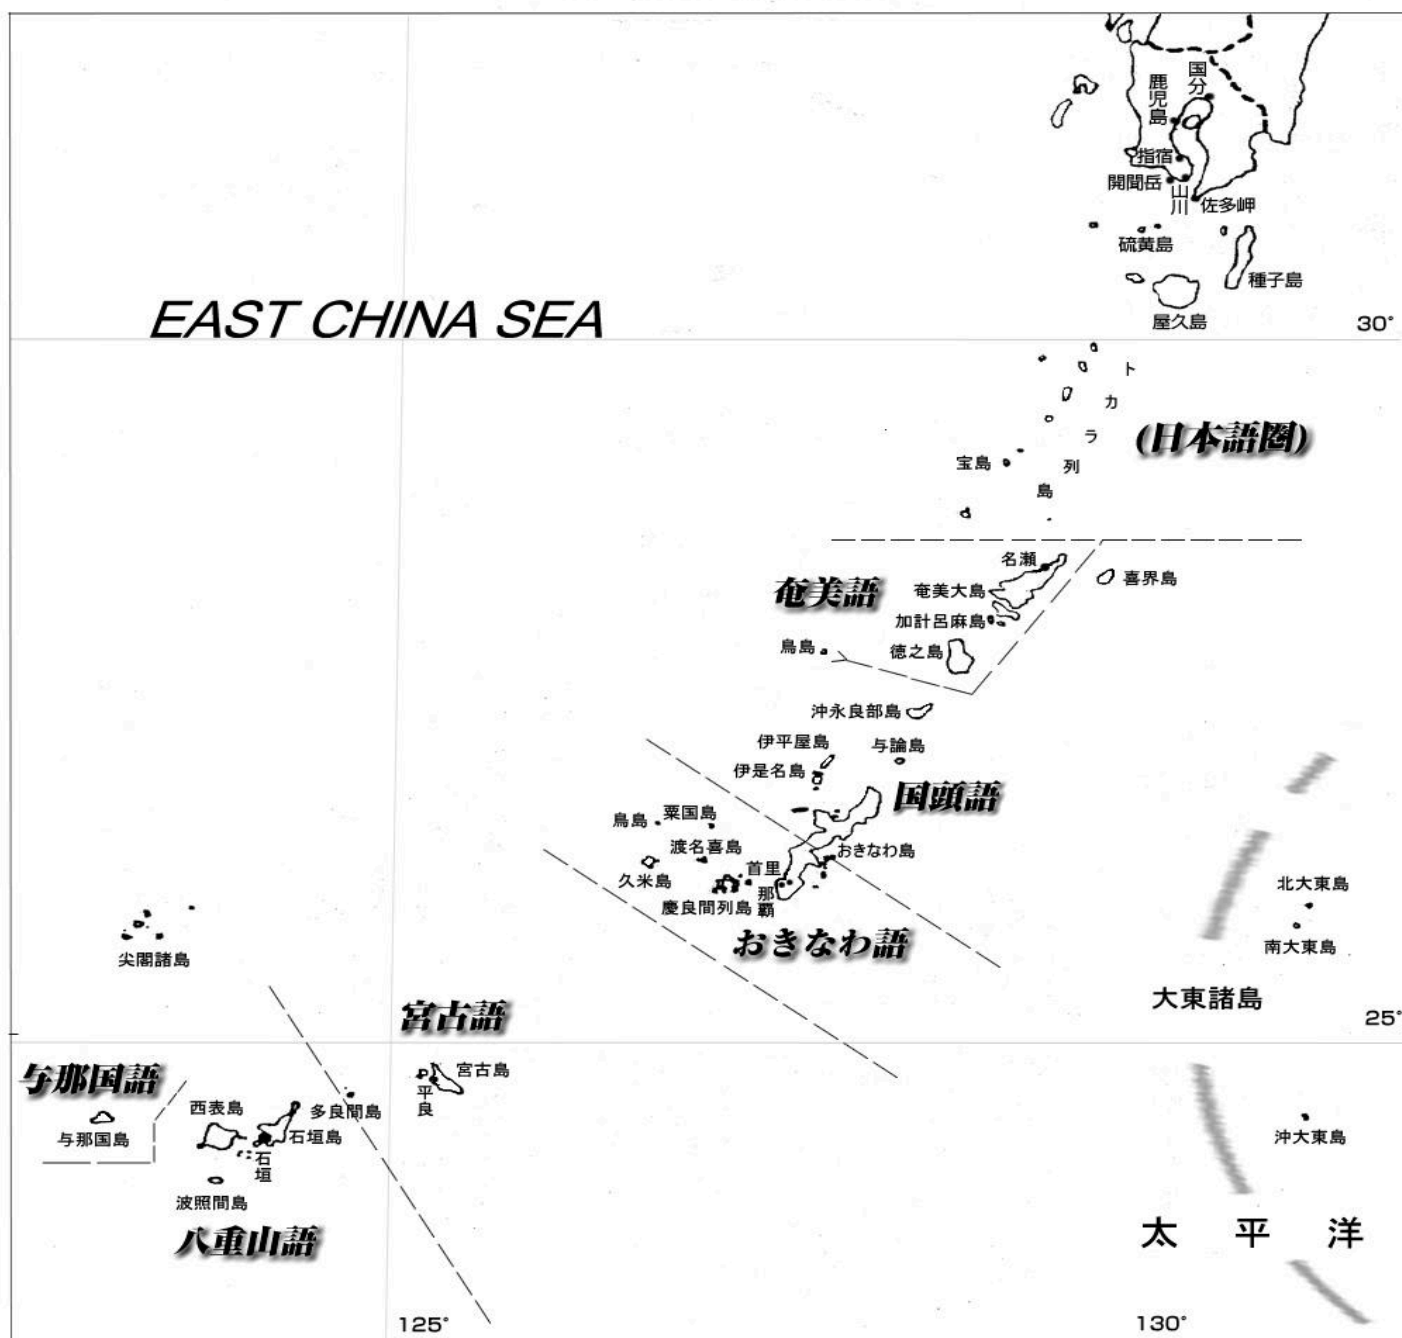 国分
鹿児島
指宿
開聞岳
山川
佐多岬
硫黄島
種子島
屋久島
EAST CHINA SEA
30°
トカラ列島
(日本語圏)
宝島
名瀬
奄美語
奄美大島
喜界島
加計呂麻島
鳥島
徳之島
沖永良部島
伊平屋島
与論島
伊是名島
国頭語
鳥島
粟国島
渡名喜島
おきなわ島
首里
久米島
那覇
慶良間列島
北大東島
おきなわ語
南大東島
尖閣諸島
大東諸島
宮古語
25°
与那国語
宮古島
平良
西表島
多良間島
与那国島
石垣島
石垣
沖大東島
波照間島
八重山語
太平洋
125°
130°